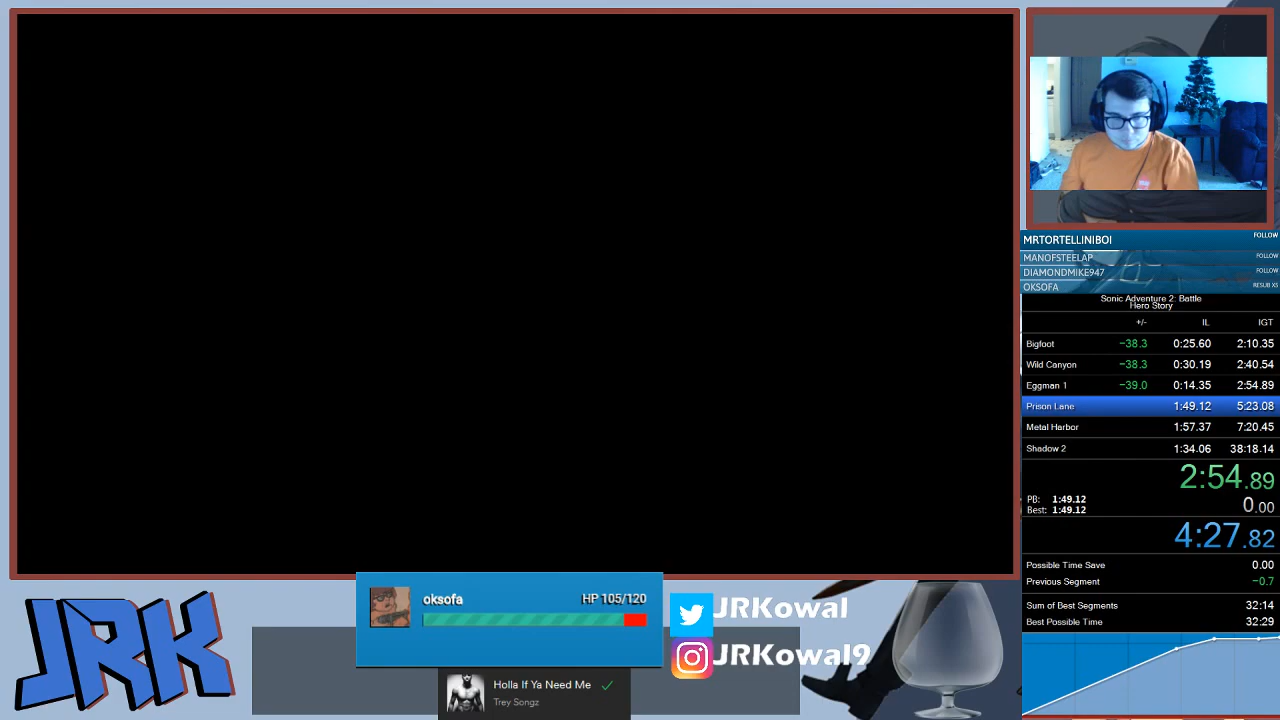 MRTORTELLINIBOI FOLLOW
MANOFSTEELAP FOLLOW
DIAMONDMIKE947 FOLLOW
OKSOFA RESUB X5
Sonic Adventure 2: Battle
Hero Story
+/- IL IGT
Bigfoot -38.3 0:25.60 2:10.35
Wild Canyon -38.3 0:30.19 2:40.54
Eggman 1 -39.0 0:14.35 2:54.89
Prison Lane 1:49.12 5:23.08
Metal Harbor 1:57.37 7:20.45
Shadow 2 1:34.06 38:18.14
2:54.89
PB: 1:49.12
Best: 1:49.12
0.00
4:27.82
Possible Time Save 0.00
Previous Segment -0.7
Sum of Best Segments 32:14
Best Possible Time 32:29
JRK
oksofa HP 105/120
Holla If Ya Need Me
Trey Songz
JRKowal
JRKowal9